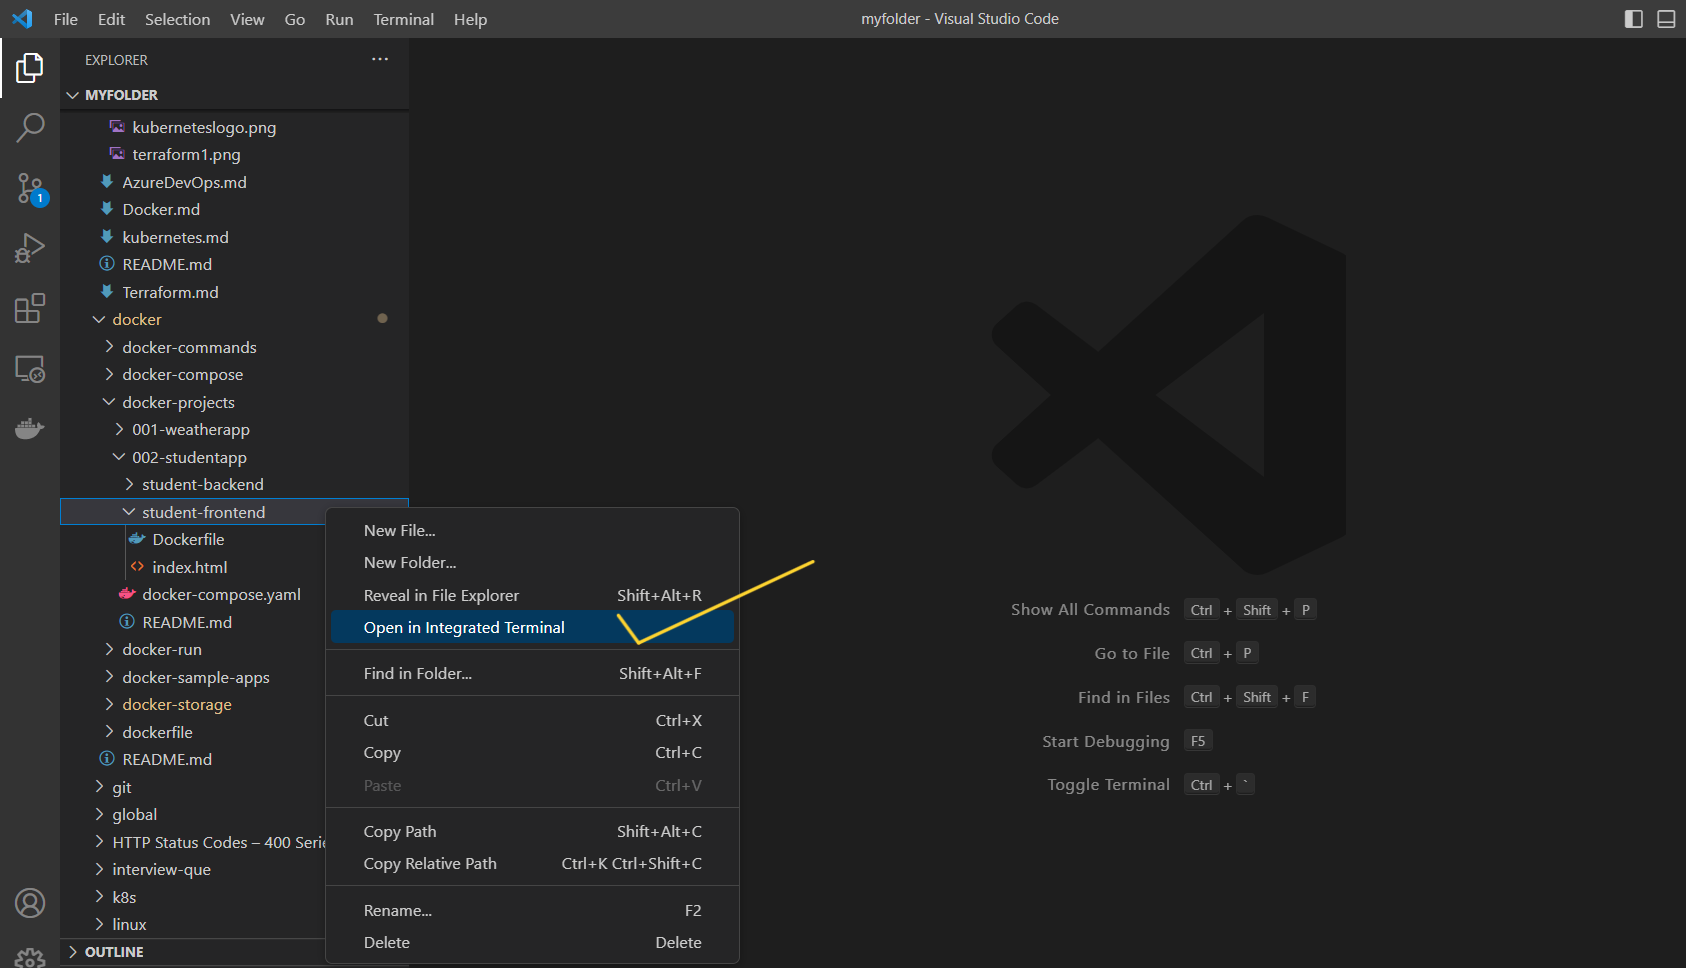 File Edit Selection View Go Run Terminal Help
myfolder - Visual Studio Code
EXPLORER
MYFOLDER
kuberneteslogo.png
terraform1.png
AzureDevOps.md
Docker.md
kubernetes.md
README.md
Terraform.md
docker
docker-commands
docker-compose
docker-projects
001-weatherapp
002-studentapp
student-backend
student-frontend
Dockerfile
index.html
docker-compose.yaml
README.md
docker-run
docker-sample-apps
docker-storage
dockerfile
README.md
git
global
HTTP Status Codes – 400 Serie
interview-que
k8s
linux
OUTLINE
1
New File...
New Folder...
Reveal in File Explorer Shift+Alt+R
Open in Integrated Terminal
Find in Folder... Shift+Alt+F
Cut Ctrl+X
Copy Ctrl+C
Paste Ctrl+V
Copy Path Shift+Alt+C
Copy Relative Path Ctrl+K Ctrl+Shift+C
Rename... F2
Delete Delete
Show All Commands Ctrl + Shift + P
Go to File Ctrl + P
Find in Files Ctrl + Shift + F
Start Debugging F5
Toggle Terminal Ctrl + `